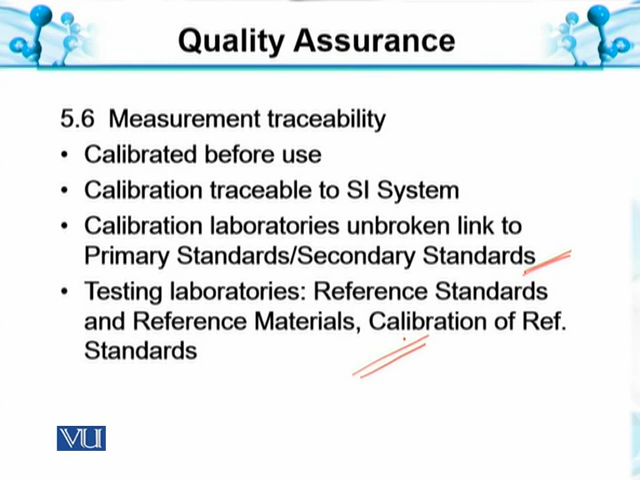 Quality Assurance
5.6 Measurement traceability
• Calibrated before use
• Calibration traceable to SI System
• Calibration laboratories unbroken link to
Primary Standards/Secondary Standards
• Testing laboratories: Reference Standards
and Reference Materials, Calibration of Ref.
Standards
VU